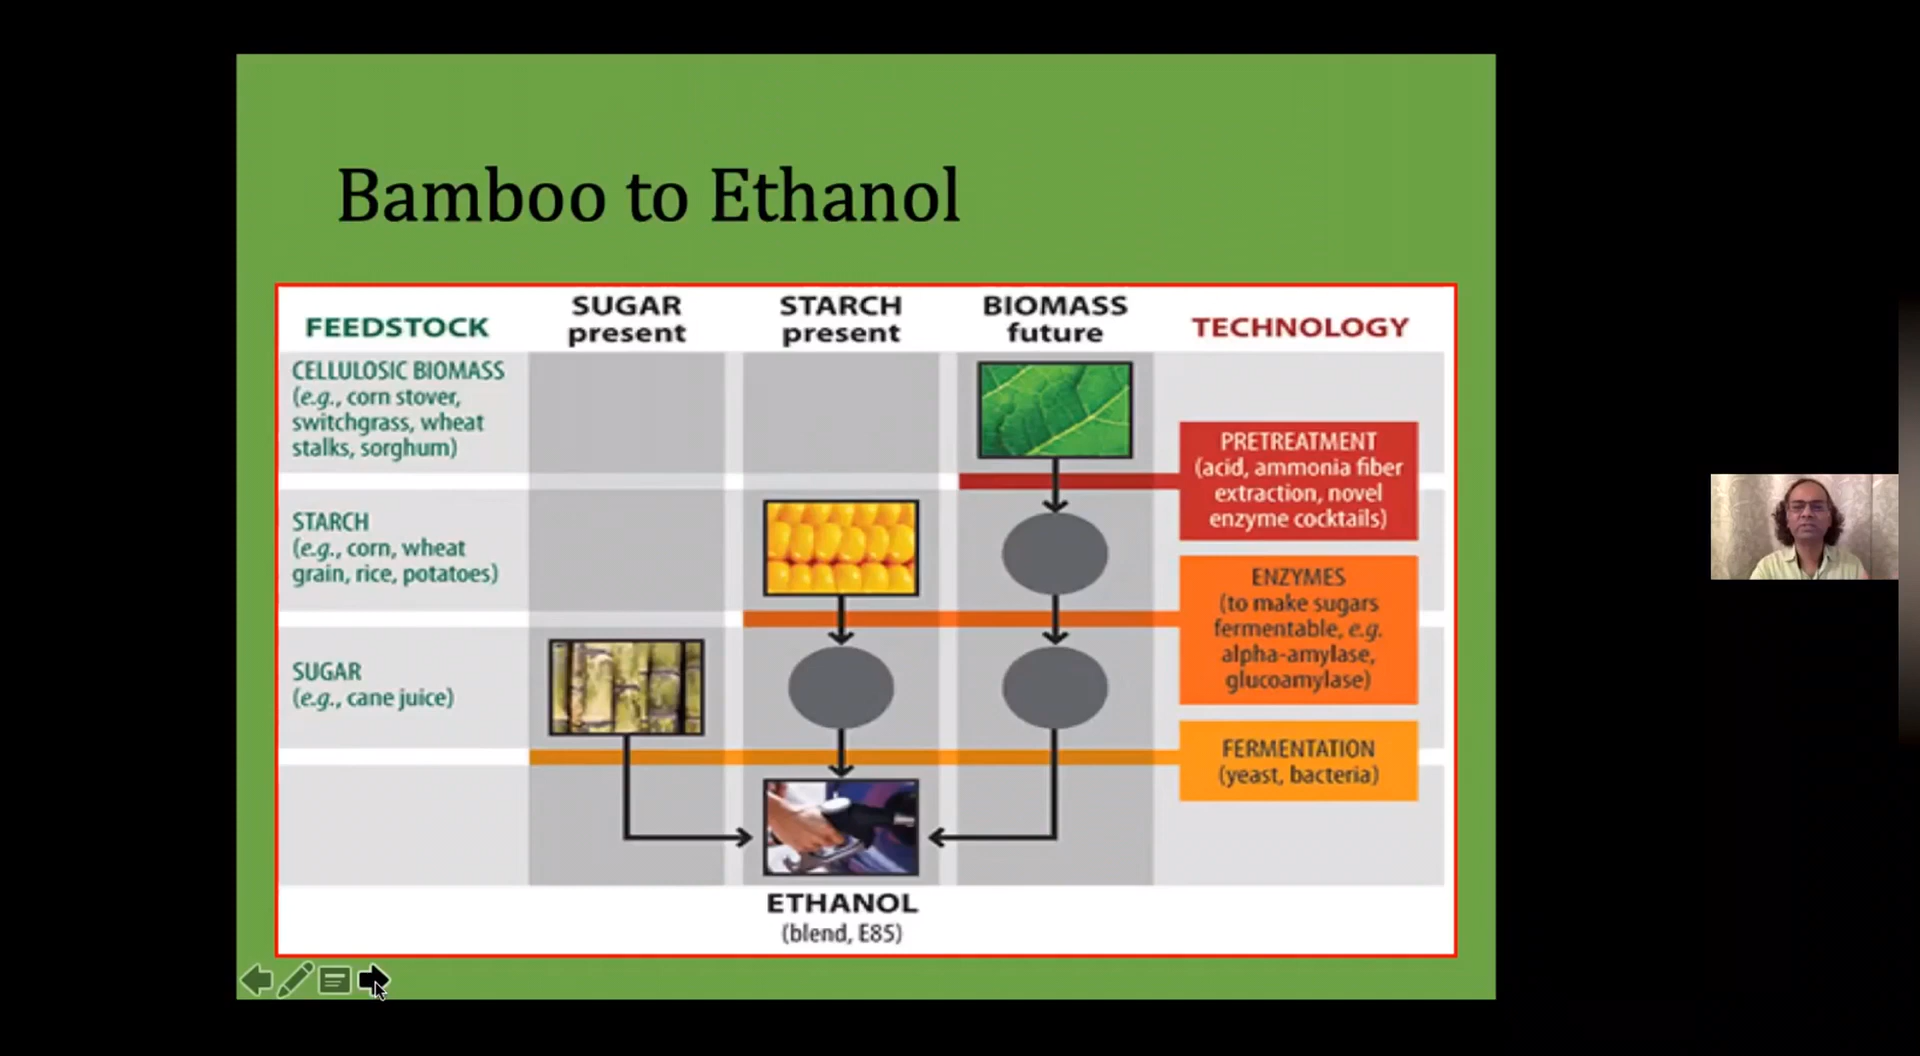 Bamboo to Ethanol
FEEDSTOCK
SUGAR
present
STARCH
present
BIOMASS
future
TECHNOLOGY
CELLULOSIC BIOMASS
(e.g., corn stover,
switchgrass, wheat
stalks, sorghum)
PRETREATMENT
(acid, ammonia fiber
extraction, novel
enzyme cocktails)
STARCH
(e.g., corn, wheat
grain, rice, potatoes)
ENZYMES
(to make sugars
fermentable, e.g.
alpha-amylase,
glucoamylase)
SUGAR
(e.g., cane juice)
FERMENTATION
(yeast, bacteria)
ETHANOL
(blend, E85)